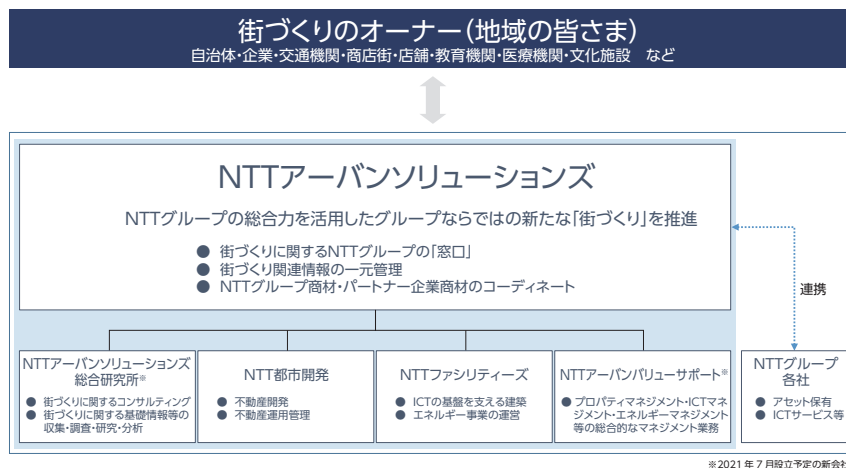 街づくりのオーナー(地域の皆さま)
自治体・企業・交通機関・商店街・店舗・教育機関・医療機関・文化施設　など
NTTアーバンソリューションズ
NTTグループの総合力を活用したグループならではの新たな「街づくり」を推進
● 街づくりに関するNTTグループの「窓口」
● 街づくり関連情報の一元管理
● NTTグループ商材・パートナー企業商材のコーディネート
連携
NTTアーバンソリューションズ
総合研究所※
● 街づくりに関するコンサルティング
● 街づくりに関する基礎情報等の
収集・調査・研究・分析
NTT都市開発
● 不動産開発
● 不動産運用管理
NTTファシリティーズ
● ICTの基盤を支える建築
● エネルギー事業の運営
NTTアーバンバリューサポート※
● プロパティマネジメント・ICTマネ
ジメント・エネルギーマネジメント
等の総合的なマネジメント業務
NTTグループ
各社
● アセット保有
● ICTサービス等
※2021年7月設立予定の新会社